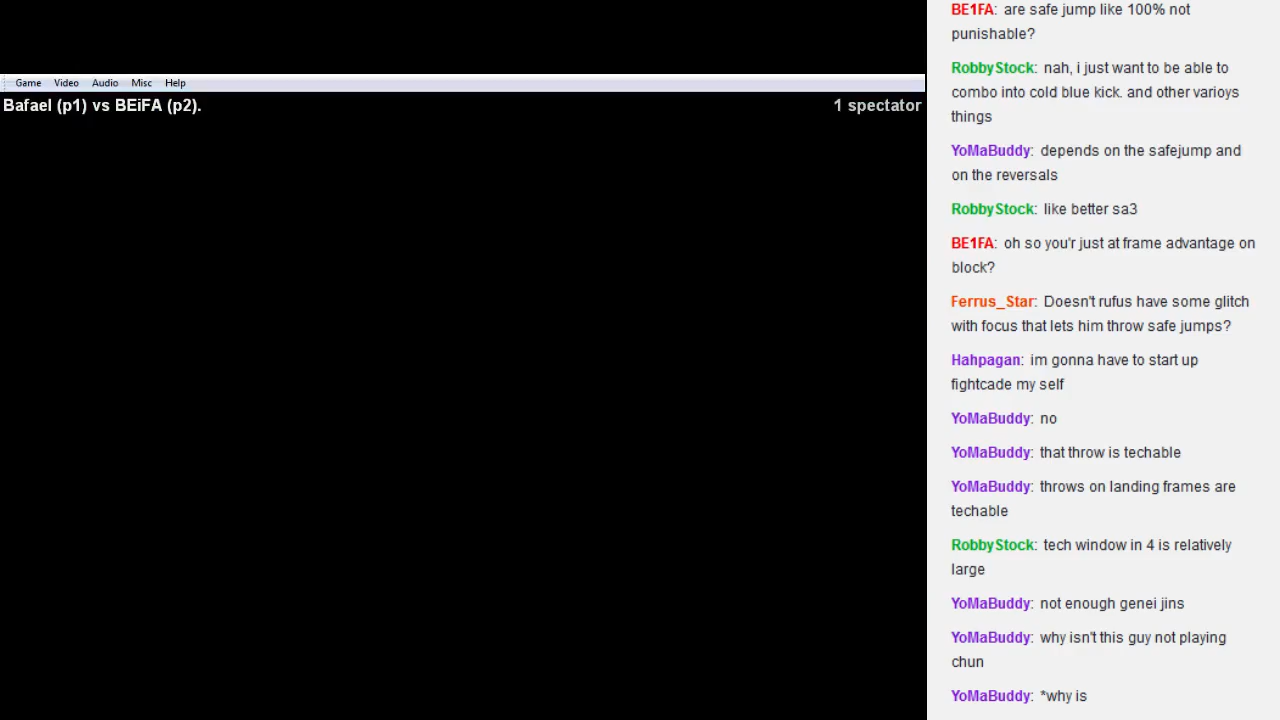 Game Video Audio Misc Help
Bafael (p1) vs BEiFA (p2).
1 spectator
BE1FA: are safe jump like 100% not
punishable?
RobbyStock: nah, i just want to be able to
combo into cold blue kick. and other varioys
things
YoMaBuddy: depends on the safejump and
on the reversals
RobbyStock: like better sa3
BE1FA: oh so you'r just at frame advantage on
block?
Ferrus_Star: Doesn't rufus have some glitch
with focus that lets him throw safe jumps?
Hahpagan: im gonna have to start up
fightcade my self
YoMaBuddy: no
YoMaBuddy: that throw is techable
YoMaBuddy: throws on landing frames are
techable
RobbyStock: tech window in 4 is relatively
large
YoMaBuddy: not enough genei jins
YoMaBuddy: why isn't this guy not playing
chun
YoMaBuddy: *why is